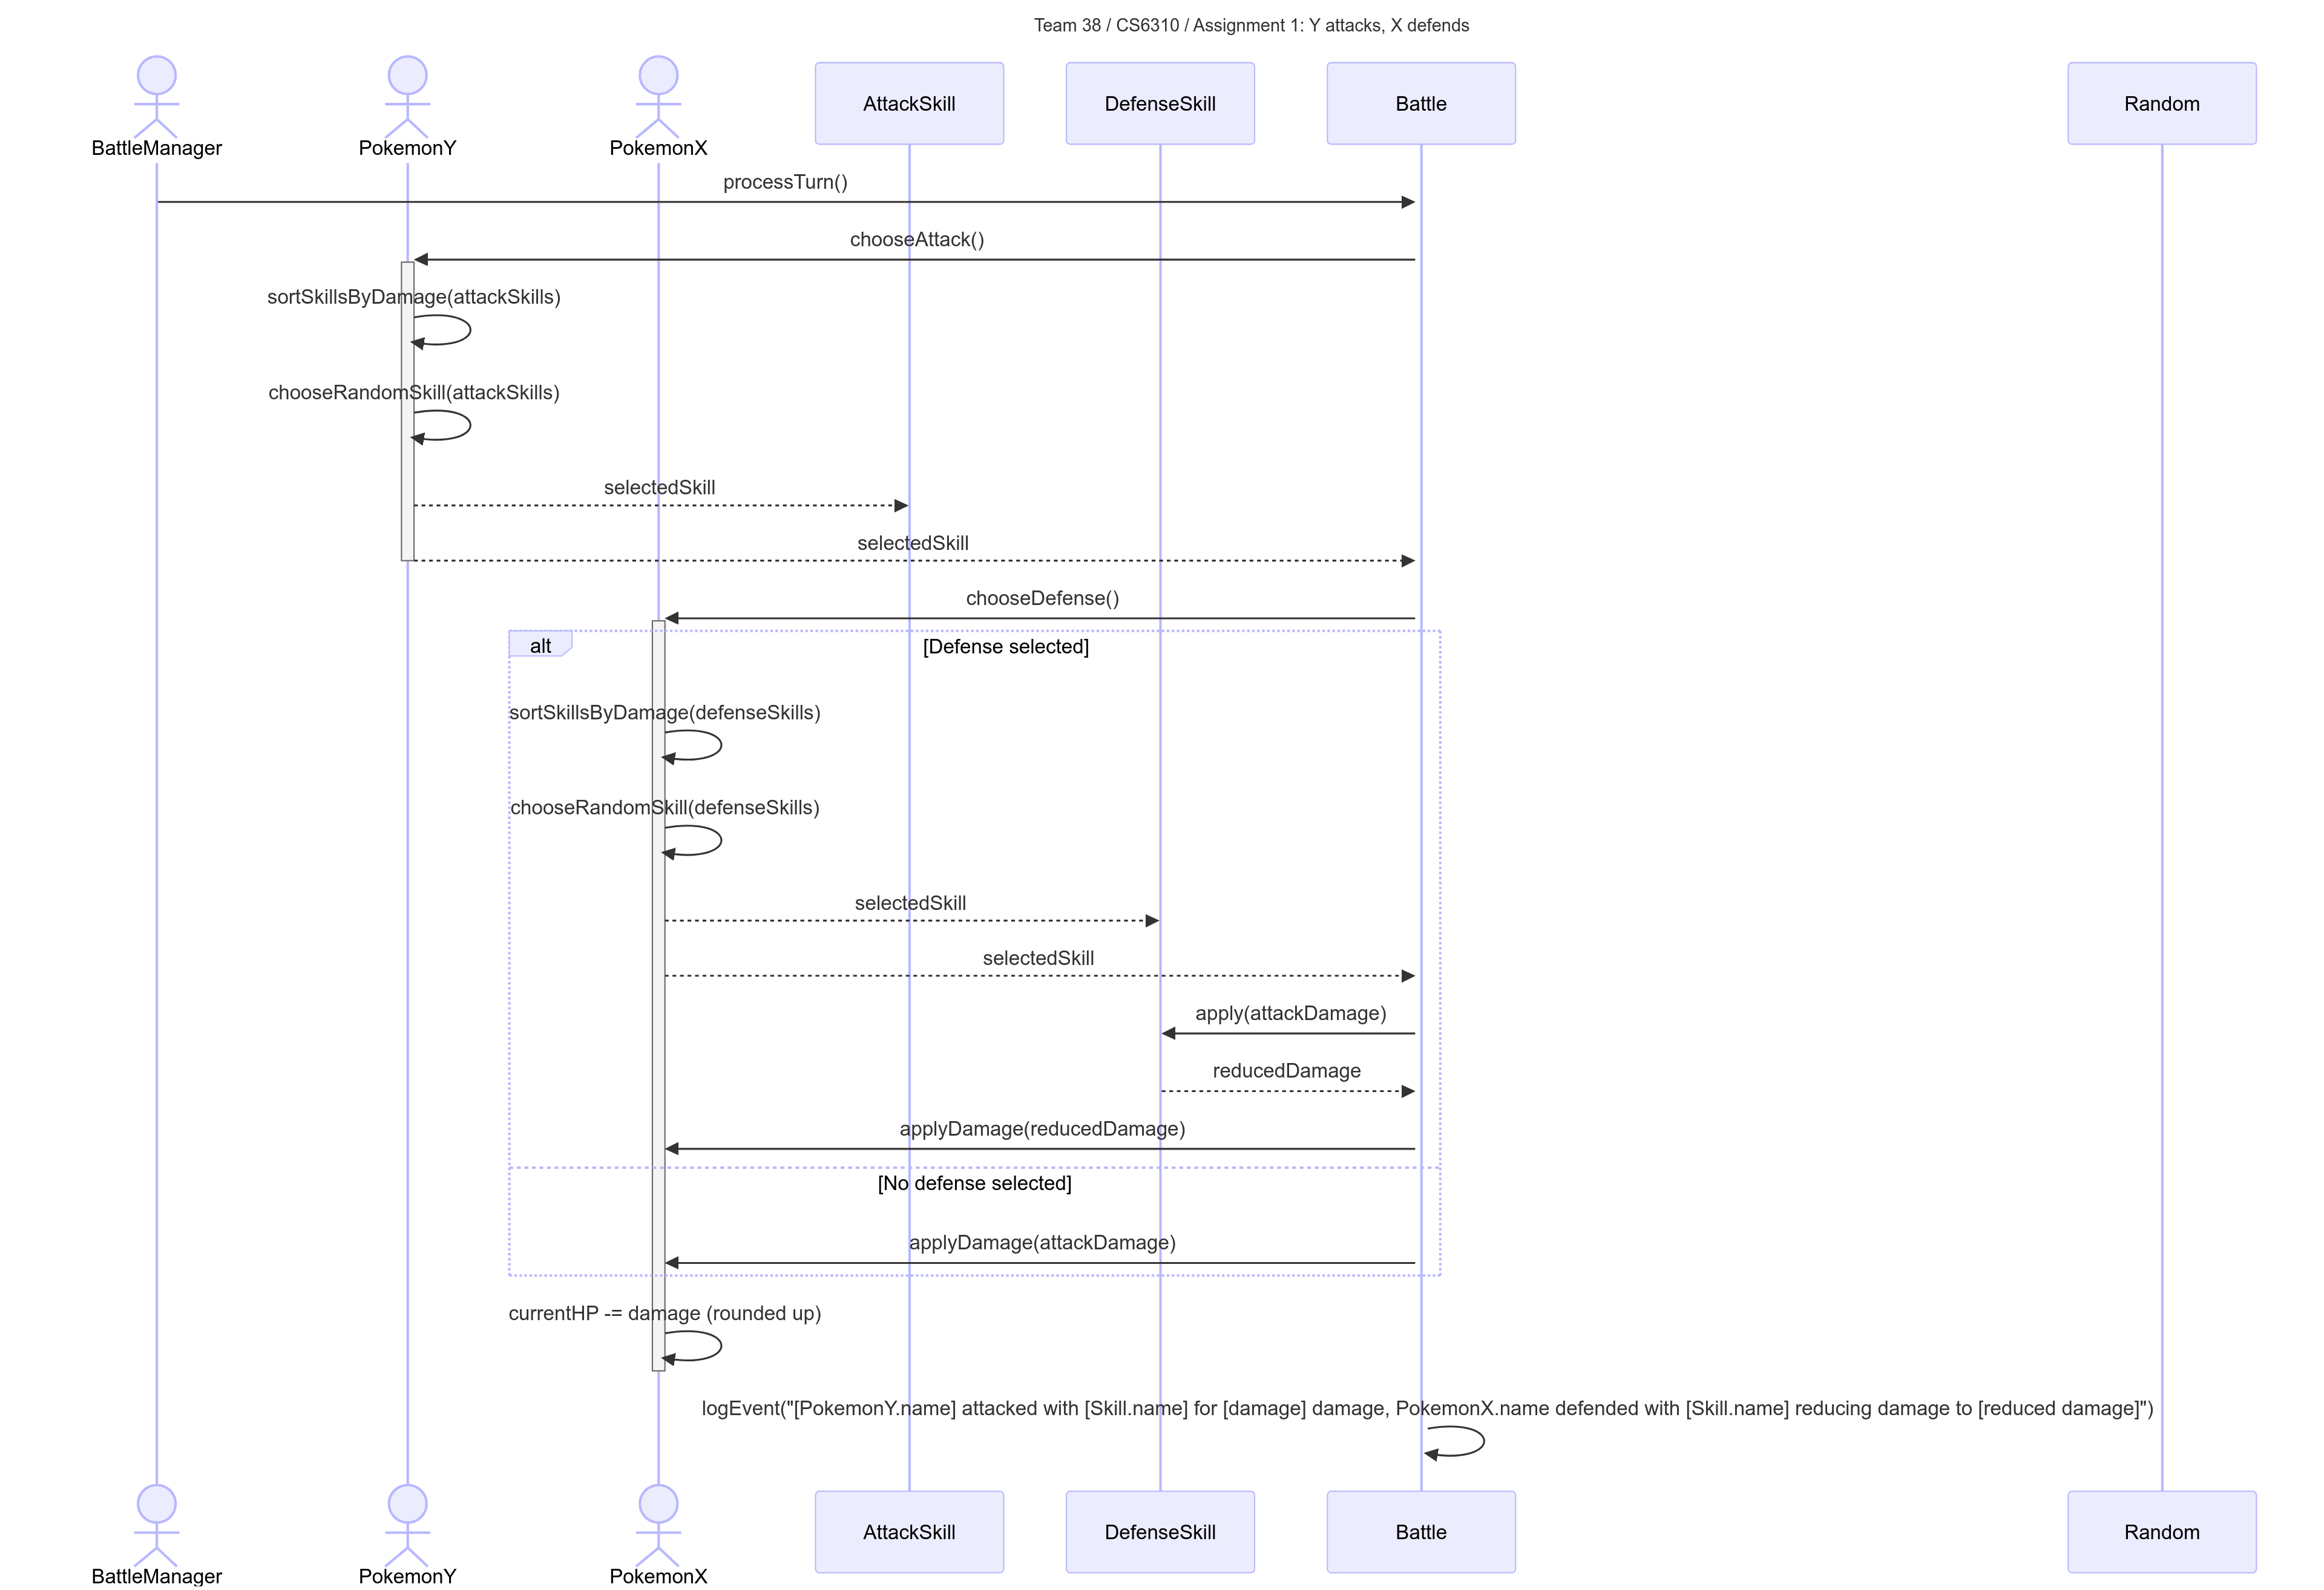 Team 38 / CS6310 / Assignment 1: Y attacks, X defends
BattleManager
PokemonY
PokemonX
AttackSkill
DefenseSkill
Battle
Random
processTurn()
chooseAttack()
sortSkillsByDamage(attackSkills)
chooseRandomSkill(attackSkills)
selectedSkill
selectedSkill
chooseDefense()
alt
[Defense selected]
sortSkillsByDamage(defenseSkills)
chooseRandomSkill(defenseSkills)
selectedSkill
selectedSkill
apply(attackDamage)
reducedDamage
applyDamage(reducedDamage)
[No defense selected]
applyDamage(attackDamage)
currentHP -= damage (rounded up)
logEvent("[PokemonY.name] attacked with [Skill.name] for [damage] damage, PokemonX.name defended with [Skill.name] reducing damage to [reduced damage]")
BattleManager
PokemonY
PokemonX
AttackSkill
DefenseSkill
Battle
Random